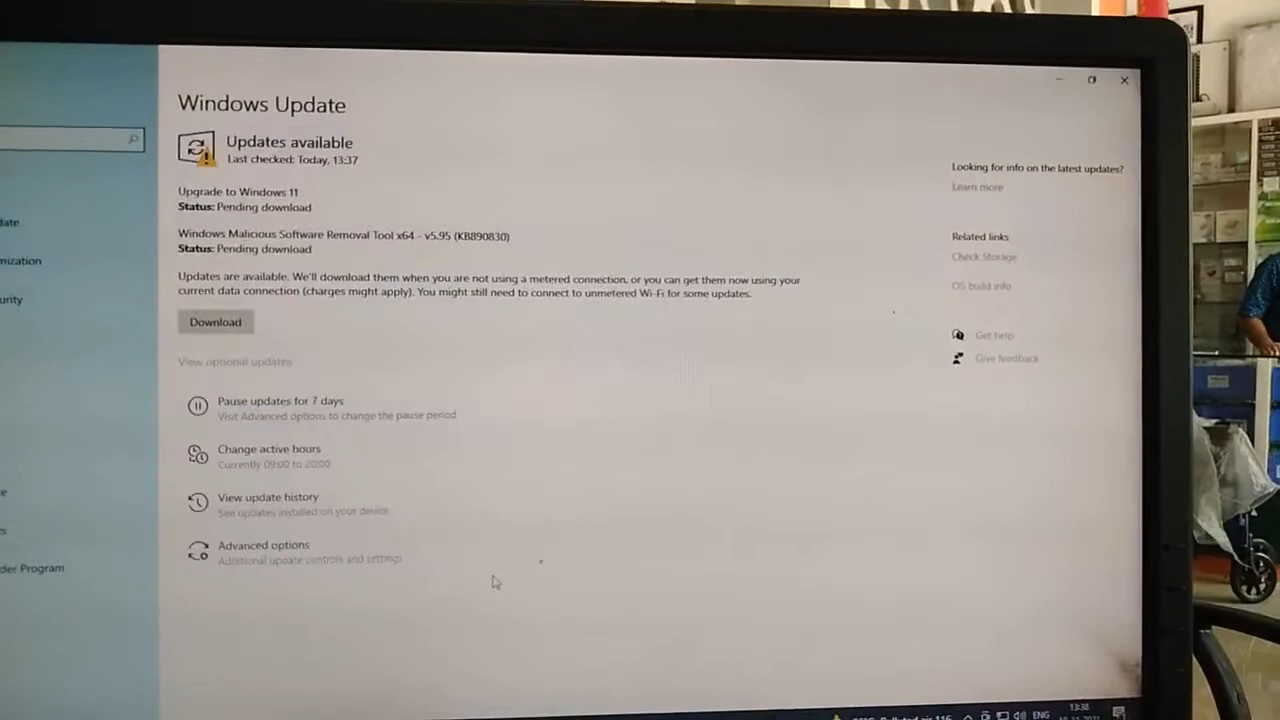 Windows Update
Updates available
Last checked: Today, 13:37
Upgrade to Windows 11
Status: Pending download
Windows Malicious Software Removal Tool x64 - v5.95 (KB890830)
Status: Pending download
Updates are available. We'll download them when you are not using a metered connection, or you can get them now using your
current data connection (charges might apply). You might still need to connect to unmetered Wi-Fi for some updates.
Download
View optional updates
Pause updates for 7 days
Visit Advanced options to change the pause period
Change active hours
Currently 09:00 to 20:00
View update history
See updates installed on your device
Advanced options
Additional update controls and settings
Looking for info on the latest updates?
Learn more
Related links
Check Storage
OS build info
Get help
Give feedback
date
nization
urity
e
s
der Program
ENG
13:38